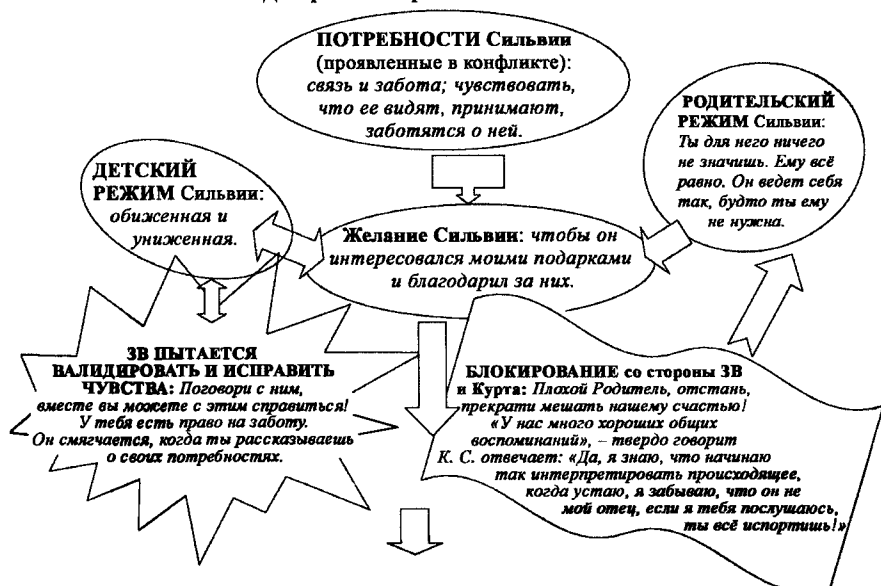 ПОТРЕБНОСТИ Сильвии
(проявленные в конфликте):
связь и забота; чувствовать,
что ее видят, принимают,
заботятся о ней.
РОДИТЕЛЬСКИЙ
РЕЖИМ Сильвии:
Ты для него ничего
не значишь. Ему всё
равно. Он ведет себя
так, будто ты ему
не нужна.
ДЕТСКИЙ
РЕЖИМ Сильвии:
обиженная и
униженная.
Желание Сильвии: чтобы он
интересовался моими подарками
и благодарил за них.
ЗВ ПЫТАЕТСЯ
ВАЛИДИРОВАТЬ И ИСПРАВИТЬ
ЧУВСТВА: Поговори с ним,
вместе вы можете с этим справиться!
У тебя есть право на заботу.
Он смягчается, когда ты рассказываешь
о своих потребностях.
БЛОКИРОВАНИЕ со стороны ЗВ
и Курта: Плохой Родитель, отстань,
прекрати мешать нашему счастью!
«У нас много хороших общих
воспоминаний», – твердо говорит
К. С. отвечает: «Да, я знаю, что начинаю
так интерпретировать происходящее,
когда устаю, я забываю, что он не
мой отец, если я тебя послушаюсь,
ты всё испортишь!»